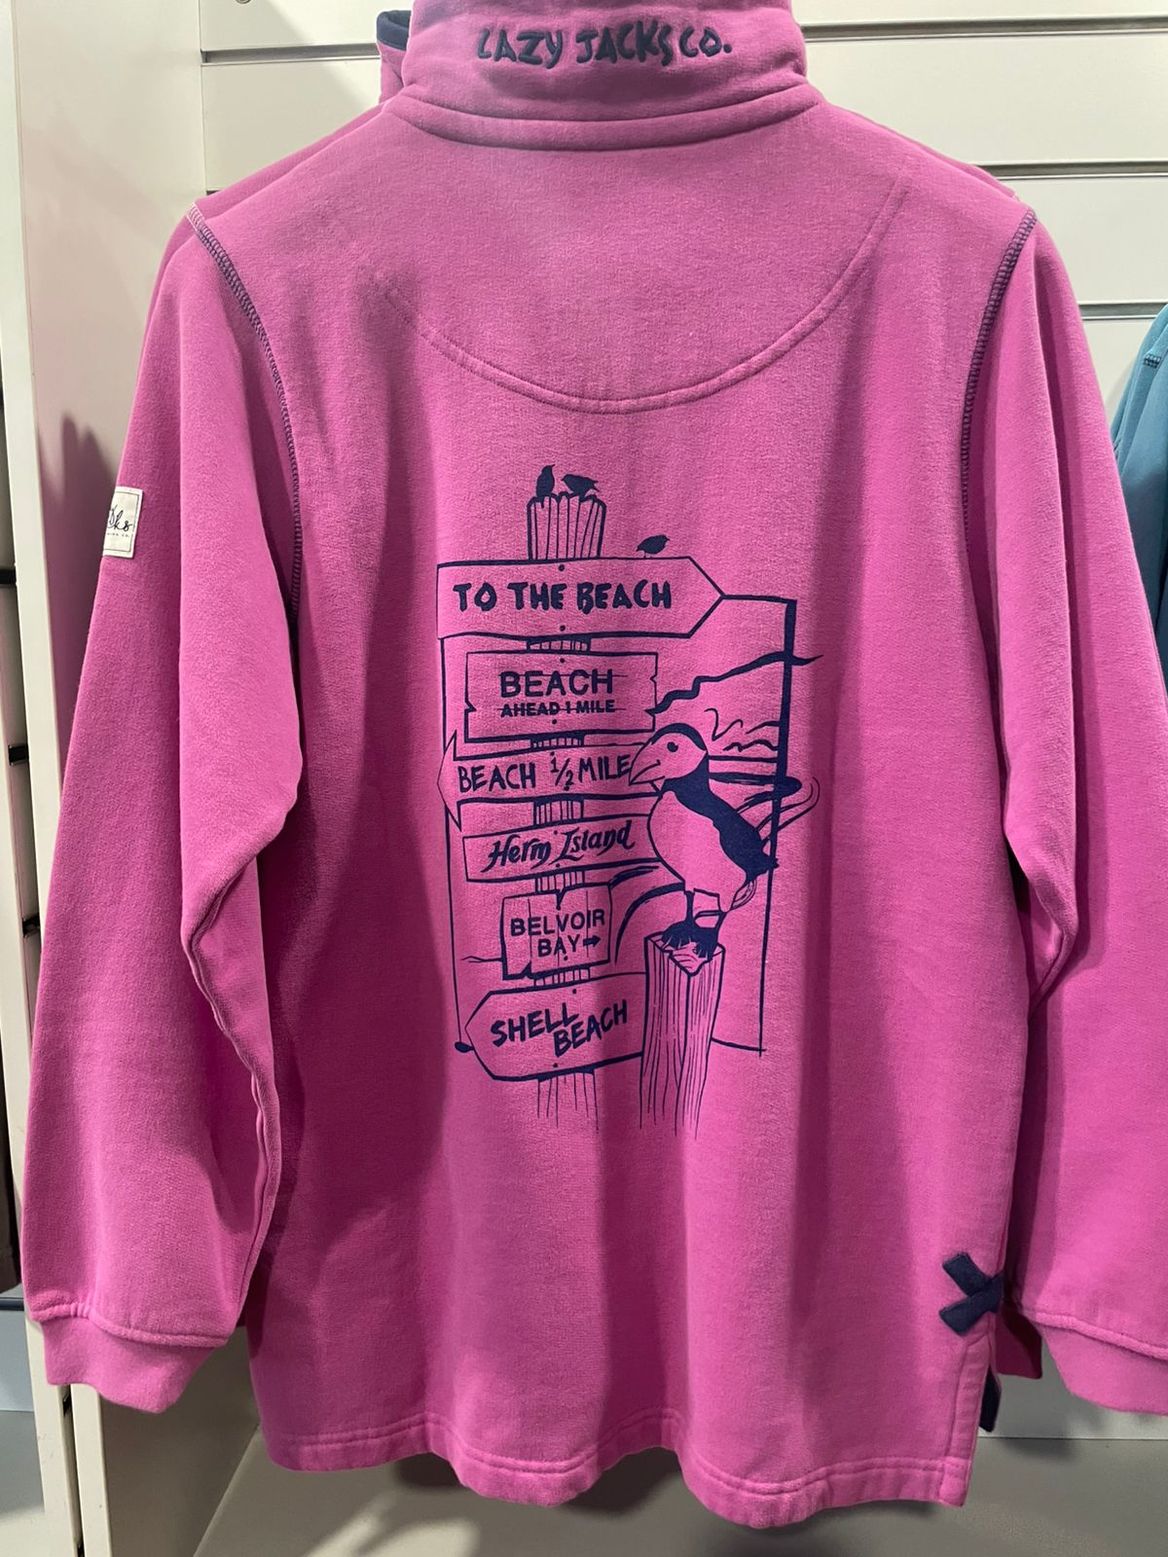 LAZY JACKS CO.
TO THE BEACH
BEACH
AHEAD 1 MILE
BEACH 1/2 MILE
Herm Island
BELVOIR
BAY→
SHELL
BEACH